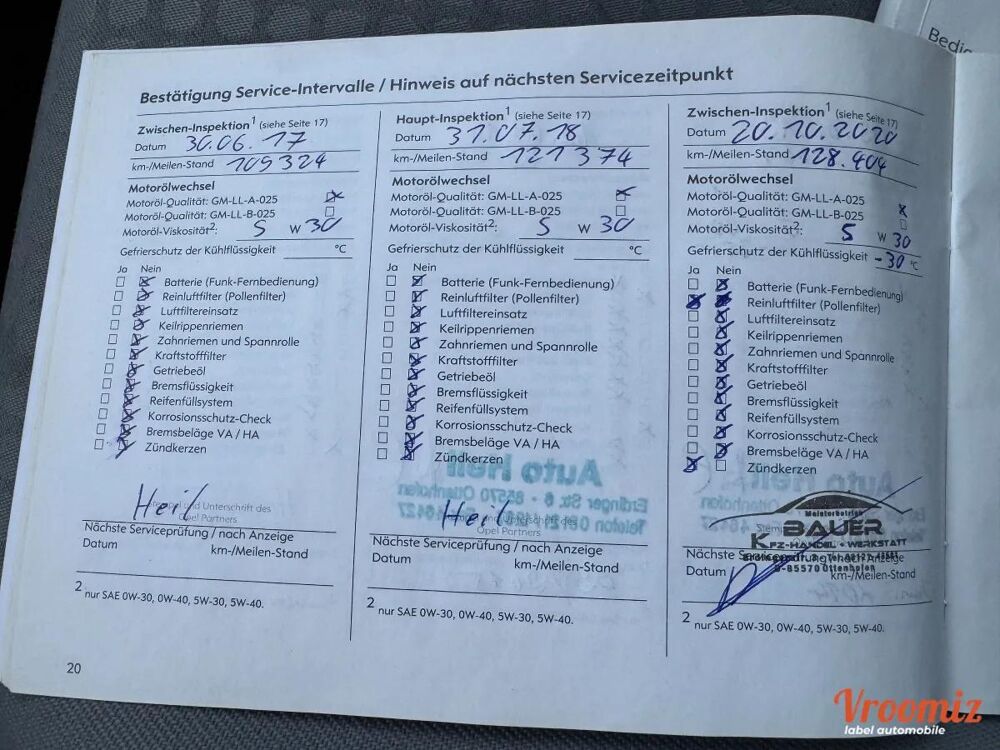 Bedie
Bestätigung Service-Intervalle / Hinweis auf nächsten Servicezeitpunkt
Zwischen-Inspektion¹ (siehe Seite 17)
Datum 30.06.17
km-/Meilen-Stand 109324
Motorölwechsel
Motoröl-Qualität: GM-LL-A-025
Motoröl-Qualität: GM-LL-B-025
Motoröl-Viskosität²: 5 W 30
Gefrierschutz der Kühlflüssigkeit °C
Ja Nein
Batterie (Funk-Fernbedienung)
Reinluftfilter (Pollenfilter)
Luftfiltereinsatz
Keilrippenriemen
Zahnriemen und Spannrolle
Kraftstofffilter
Getriebeöl
Bremsflüssigkeit
Reifenfüllsystem
Korrosionsschutz-Check
Bremsbeläge VA / HA
Zündkerzen
Heil
Stempel und Unterschrift des
Opel Partners
Nächste Serviceprüfung / nach Anzeige
Datum km-/Meilen-Stand
² nur SAE 0W-30, 0W-40, 5W-30, 5W-40.
20
Haupt-Inspektion¹ (siehe Seite 17)
Datum 31.07.18
km-/Meilen-Stand 121374
Motorölwechsel
Motoröl-Qualität: GM-LL-A-025
Motoröl-Qualität: GM-LL-B-025
Motoröl-Viskosität²: 5 W 30
Gefrierschutz der Kühlflüssigkeit °C
Ja Nein
Batterie (Funk-Fernbedienung)
Reinluftfilter (Pollenfilter)
Luftfiltereinsatz
Keilrippenriemen
Zahnriemen und Spannrolle
Kraftstofffilter
Getriebeöl
Bremsflüssigkeit
Reifenfüllsystem
Korrosionsschutz-Check
Bremsbeläge VA / HA
Zündkerzen
Auto Heil
Erdinger Str. 8 - 85570 Ottenhofen
Telefon
Heil
Unterschrift des
Opel Partners
Nächste Serviceprüfung / nach Anzeige
Datum km-/Meilen-Stand
² nur SAE 0W-30, 0W-40, 5W-30, 5W-40.
Zwischen-Inspektion¹ (siehe Seite 17)
Datum 20.10.2020
km-/Meilen-Stand 128.404
Motorölwechsel
Motoröl-Qualität: GM-LL-A-025
Motoröl-Qualität: GM-LL-B-025
Motoröl-Viskosität²: 5 W 30
Gefrierschutz der Kühlflüssigkeit -30 °C
Ja Nein
Batterie (Funk-Fernbedienung)
Reinluftfilter (Pollenfilter)
Luftfiltereinsatz
Keilrippenriemen
Zahnriemen und Spannrolle
Kraftstofffilter
Getriebeöl
Bremsflüssigkeit
Reifenfüllsystem
Korrosionsschutz-Check
Bremsbeläge VA / HA
Zündkerzen
Meisterbetrieb
BAUER
KFZ-HANDEL + WERKSTATT
Nächste Serviceprüfung / nach Anzeige
D-85570 Ottenhofen
Datum km-/Meilen-Stand
² nur SAE 0W-30, 0W-40, 5W-30, 5W-40.
Vroomiz
label automobile